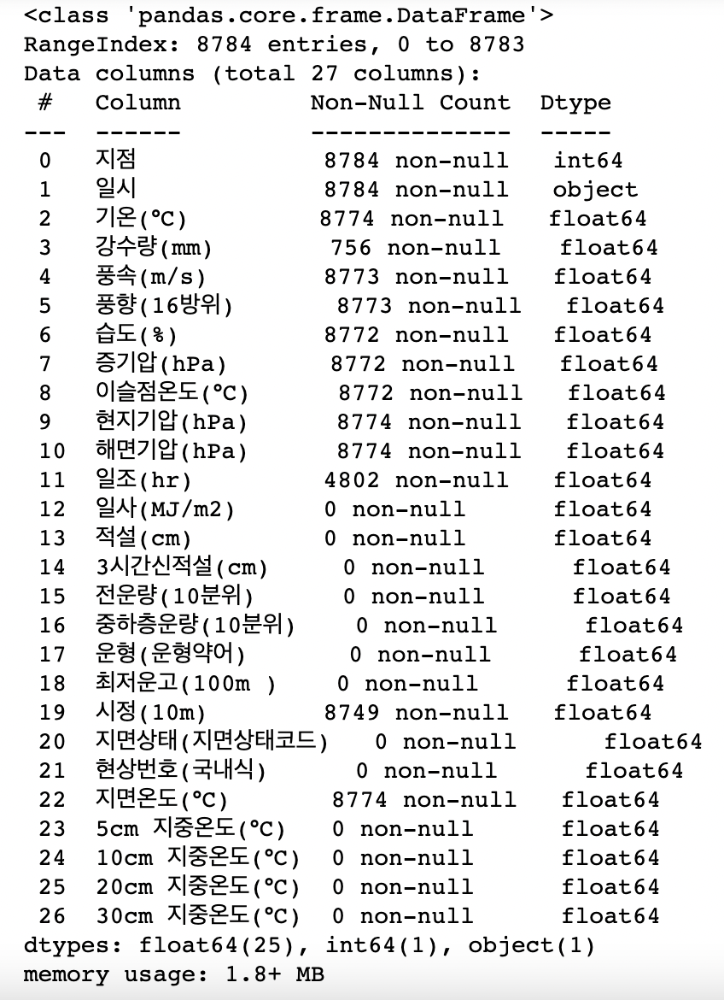 <class 'pandas.core.frame.DataFrame'>
RangeIndex: 8784 entries, 0 to 8783
Data columns (total 27 columns):
 #   Column          Non-Null Count  Dtype
---  ------          --------------  -----
 0   지점              8784 non-null   int64
 1   일시              8784 non-null   object
 2   기온(°C)          8774 non-null   float64
 3   강수량(mm)         756 non-null    float64
 4   풍속(m/s)         8773 non-null   float64
 5   풍향(16방위)        8773 non-null   float64
 6   습도(%)           8772 non-null   float64
 7   증기압(hPa)        8772 non-null   float64
 8   이슬점온도(°C)       8772 non-null   float64
 9   현지기압(hPa)       8774 non-null   float64
 10  해면기압(hPa)       8774 non-null   float64
 11  일조(hr)          4802 non-null   float64
 12  일사(MJ/m2)       0 non-null      float64
 13  적설(cm)          0 non-null      float64
 14  3시간신적설(cm)      0 non-null      float64
 15  전운량(10분위)       0 non-null      float64
 16  중하층운량(10분위)     0 non-null      float64
 17  운형(운형약어)        0 non-null      float64
 18  최저운고(100m )     0 non-null      float64
 19  시정(10m)         8749 non-null   float64
 20  지면상태(지면상태코드)    0 non-null      float64
 21  현상번호(국내식)       0 non-null      float64
 22  지면온도(°C)        8774 non-null   float64
 23  5cm 지중온도(°C)    0 non-null      float64
 24  10cm 지중온도(°C)   0 non-null      float64
 25  20cm 지중온도(°C)   0 non-null      float64
 26  30cm 지중온도(°C)   0 non-null      float64
dtypes: float64(25), int64(1), object(1)
memory usage: 1.8+ MB